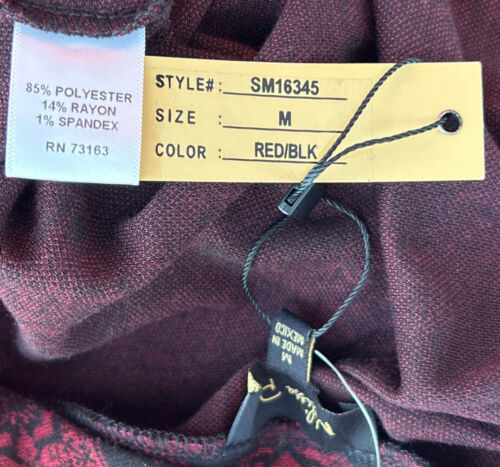 85% POLYESTER
14% RAYON
1% SPANDEX
RN 73163
STYLE#: SM16345
SIZE : M
COLOR : RED/BLK
M
MADE IN
MEXICO